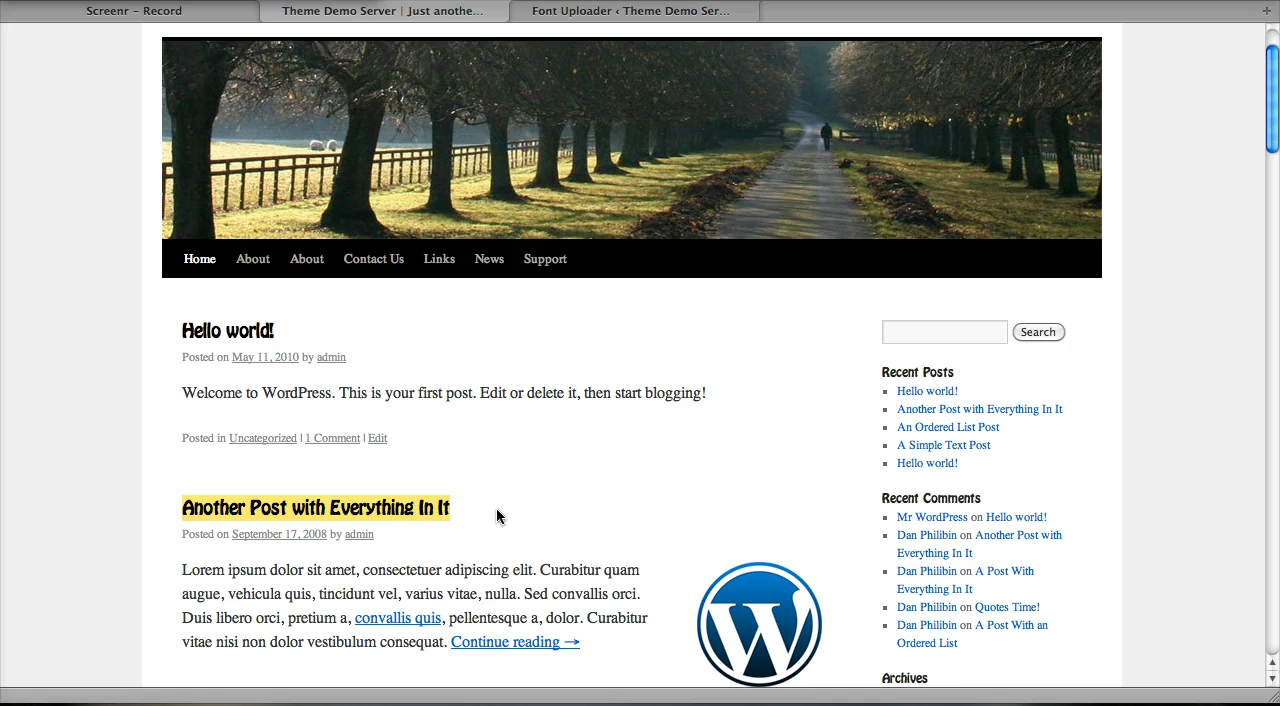 Screenr – Record
Theme Demo Server | Just anothe...
Font Uploader ‹ Theme Demo Ser...
Home About About Contact Us Links News Support
Hello world!
Posted on May 11, 2010 by admin
Welcome to WordPress. This is your first post. Edit or delete it, then start blogging!
Posted in Uncategorized | 1 Comment | Edit
Another Post with Everything In It
Posted on September 17, 2008 by admin
Lorem ipsum dolor sit amet, consectetuer adipiscing elit. Curabitur quam
augue, vehicula quis, tincidunt vel, varius vitae, nulla. Sed convallis orci.
Duis libero orci, pretium a, convallis quis, pellentesque a, dolor. Curabitur
vitae nisi non dolor vestibulum consequat. Continue reading →
W
Search
Recent Posts
Hello world!
Another Post with Everything In It
An Ordered List Post
A Simple Text Post
Hello world!
Recent Comments
Mr WordPress on Hello world!
Dan Philibin on Another Post with
Everything In It
Dan Philibin on A Post With
Everything In It
Dan Philibin on Quotes Time!
Dan Philibin on A Post With an
Ordered List
Archives